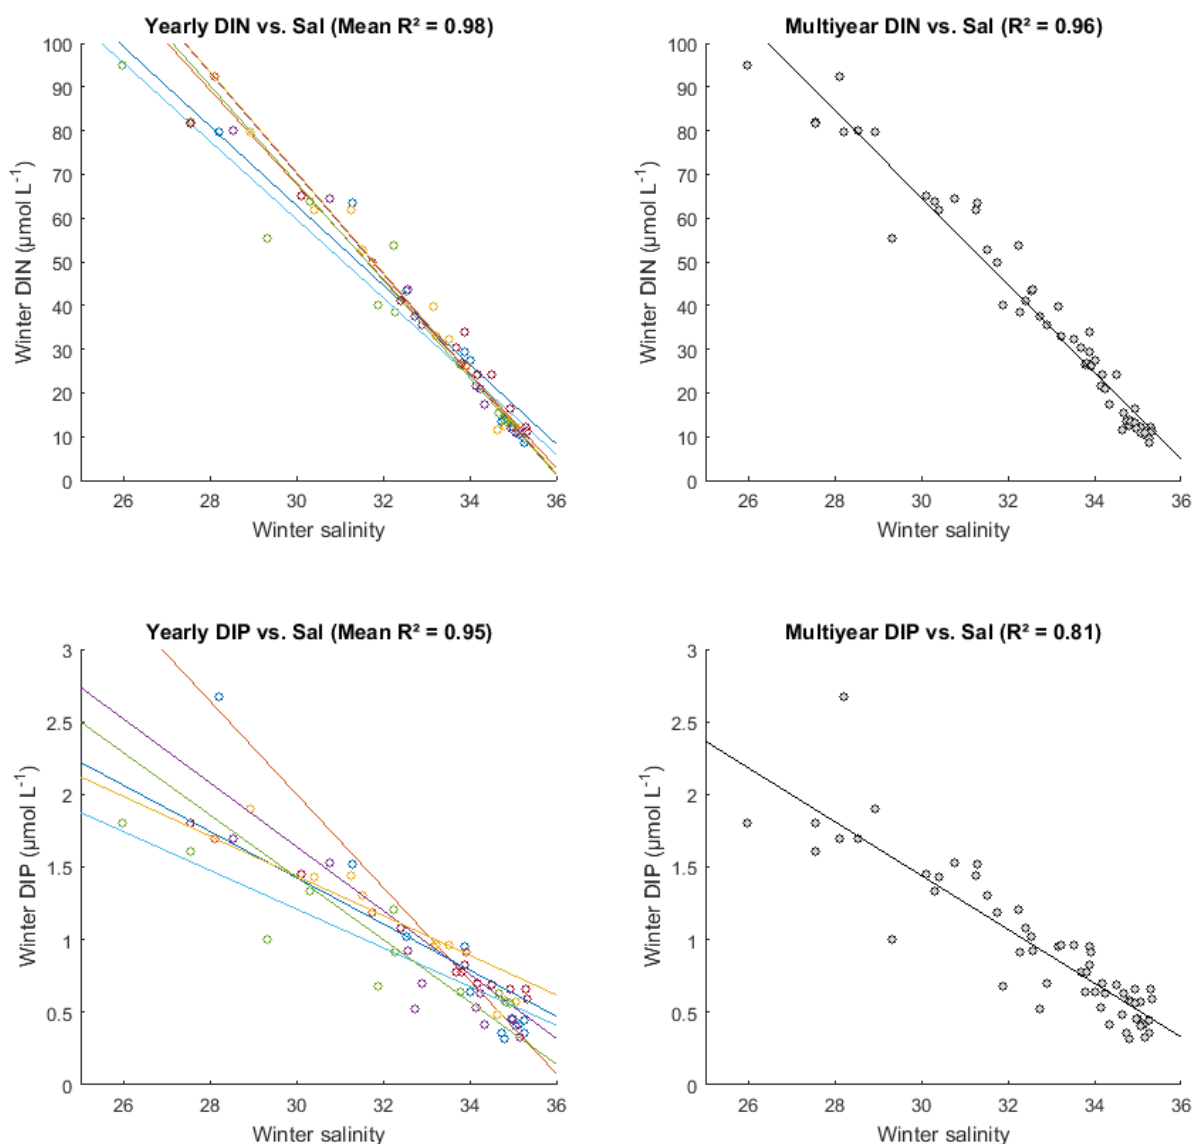 Yearly DIN vs. Sal (Mean R² = 0.98)
100
90
80
70
60
50
40
30
20
10
0
Winter DIN (µmol L⁻¹)
26 28 30 32 34 36
Winter salinity
Multiyear DIN vs. Sal (R² = 0.96)
100
90
80
70
60
50
40
30
20
10
0
Winter DIN (µmol L⁻¹)
26 28 30 32 34 36
Winter salinity
Yearly DIP vs. Sal (Mean R² = 0.95)
3
2.5
2
1.5
1
0.5
0
Winter DIP (µmol L⁻¹)
26 28 30 32 34 36
Winter salinity
Multiyear DIP vs. Sal (R² = 0.81)
3
2.5
2
1.5
1
0.5
0
Winter DIP (µmol L⁻¹)
26 28 30 32 34 36
Winter salinity